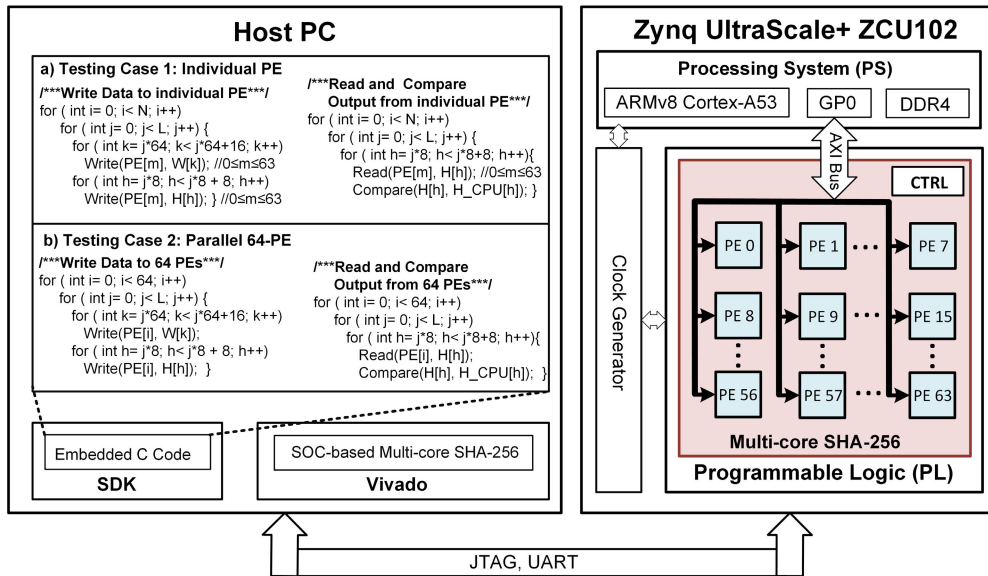 Host PC
a) Testing Case 1: Individual PE
/***Write Data to individual PE***/
for ( int i= 0; i< N; i++)
for ( int j= 0; j< L; j++) {
for ( int k= j*64; k< j*64+16; k++)
Write(PE[m], W[k]); //0≤m≤63
for ( int h= j*8; h< j*8 + 8; h++)
Write(PE[m], H[h]); } //0≤m≤63
/***Read and Compare
Output from individual PE***/
for ( int i= 0; i< N; i++)
for ( int j= 0; j< L; j++) {
for ( int h= j*8; h< j*8+8; h++){
Read(PE[m], H[h]); //0≤m≤63
Compare(H[h], H_CPU[h]); }
b) Testing Case 2: Parallel 64-PE
/***Write Data to 64 PEs***/
for ( int i= 0; i< 64; i++)
for ( int j= 0; j< L; j++) {
for ( int k= j*64; k< j*64+16; k++)
Write(PE[i], W[k]);
for ( int h= j*8; h< j*8 + 8; h++)
Write(PE[i], H[h]); }
/***Read and Compare
Output from 64 PEs***/
for ( int i= 0; i< 64; i++)
for ( int j= 0; j< L; j++)
for ( int h= j*8; h< j*8+8; h++){
Read(PE[i], H[h]);
Compare(H[h], H_CPU[h]); }
Embedded C Code
SDK
SOC-based Multi-core SHA-256
Vivado
Zynq UltraScale+ ZCU102
Processing System (PS)
ARMv8 Cortex-A53
GP0
DDR4
AXI Bus
Clock Generator
CTRL
PE 0
PE 1
PE 7
PE 8
PE 9
PE 15
PE 56
PE 57
PE 63
Multi-core SHA-256
Programmable Logic (PL)
JTAG, UART